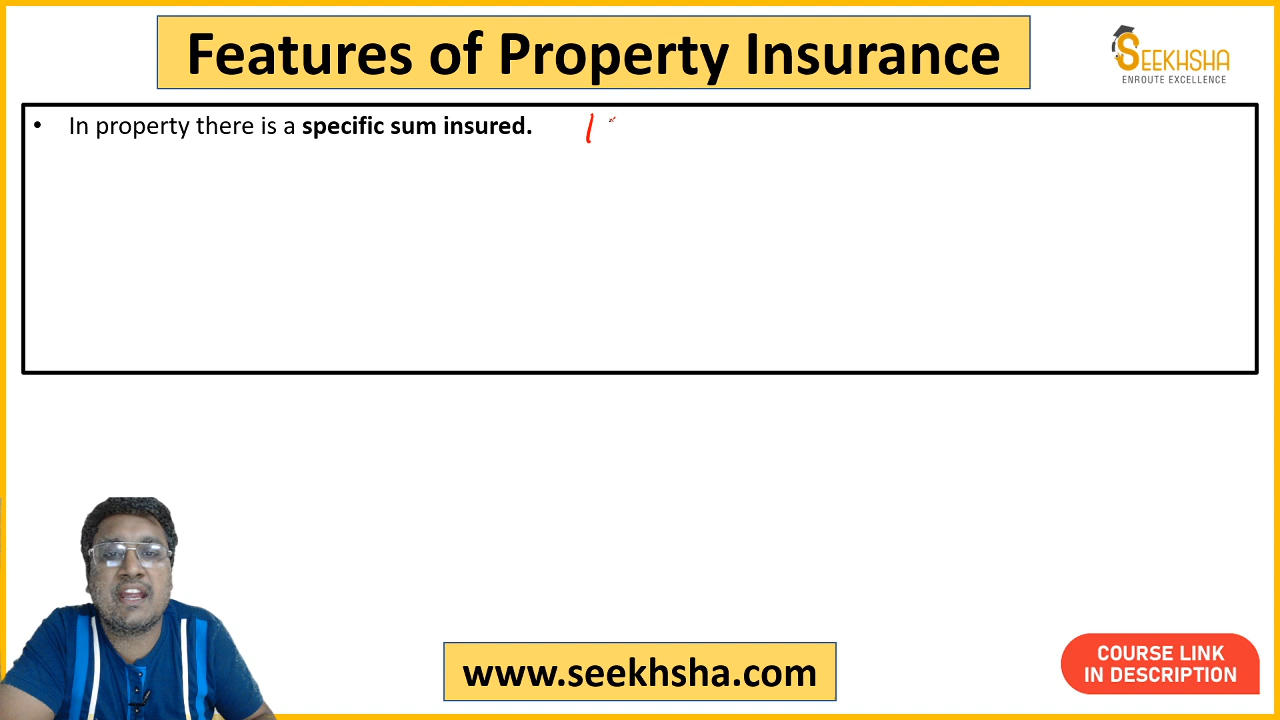 Features of Property Insurance
SEEKHSHA
ENROUTE EXCELLENCE
• In property there is a specific sum insured.
www.seekhsha.com
COURSE LINK
IN DESCRIPTION